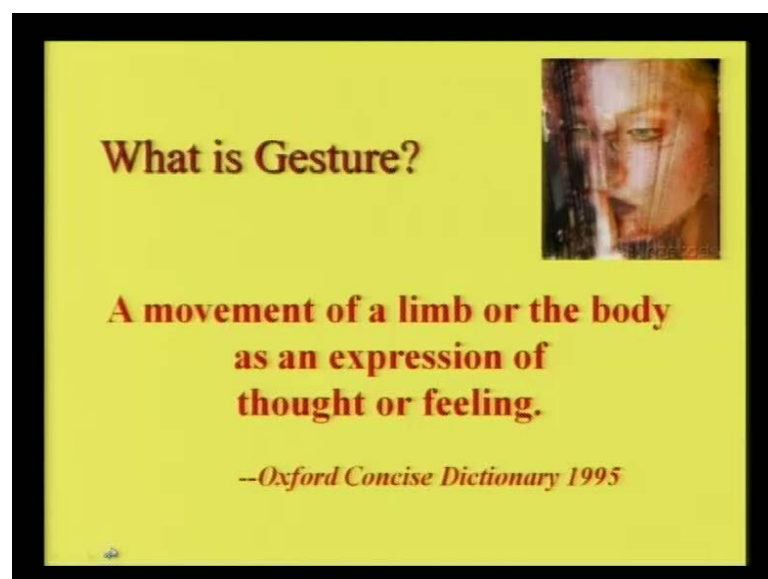 What is Gesture?
A movement of a limb or the body
as an expression of
thought or feeling.
--Oxford Concise Dictionary 1995